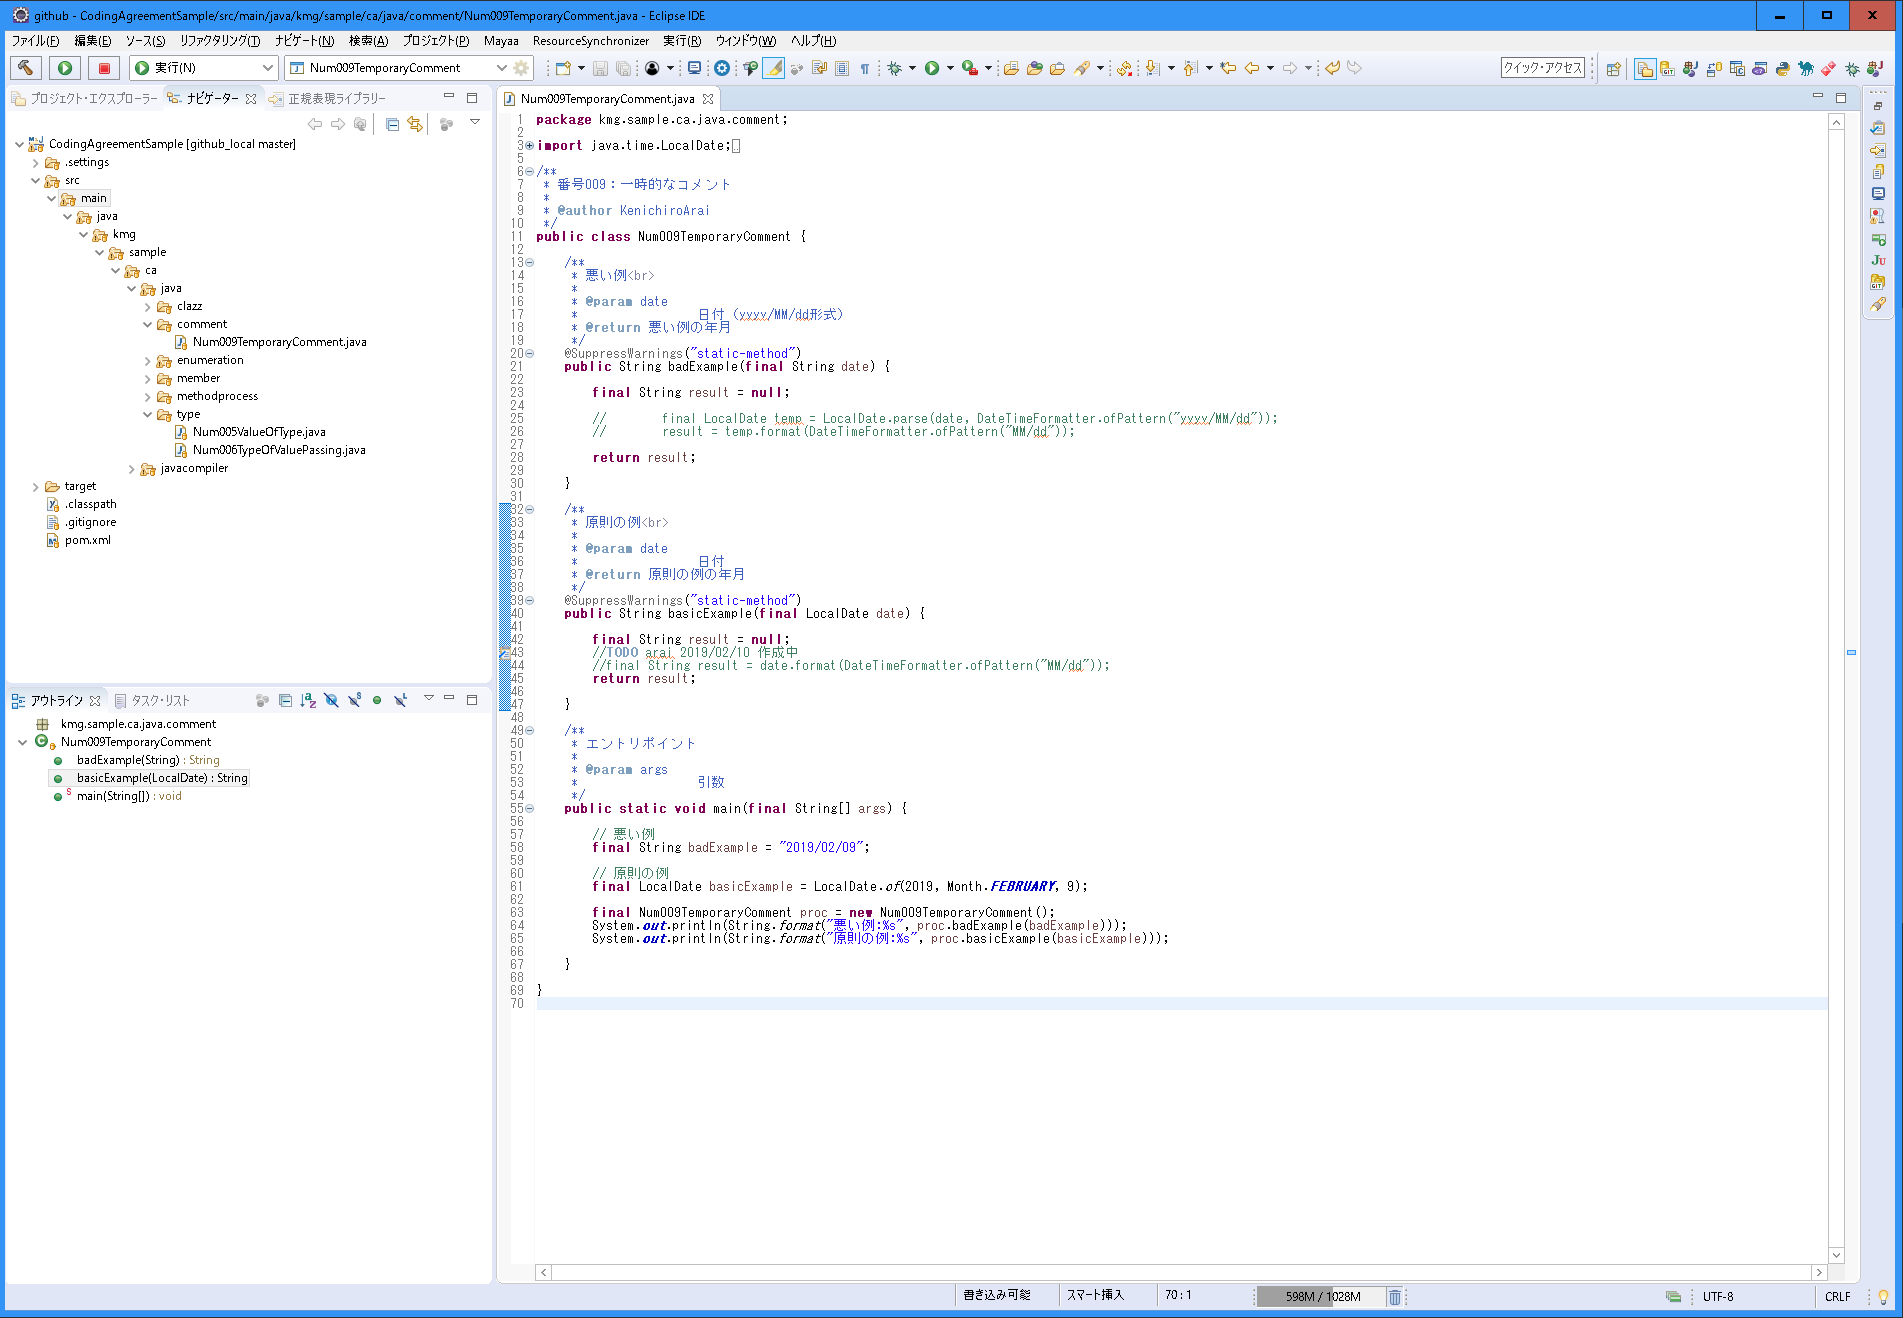 github - CodingAgreementSample/src/main/java/kmg/sample/ca/java/comment/Num009TemporaryComment.java - Eclipse IDE
ファイル(F) 編集(E) ソース(S) リファクタリング(T) ナビゲート(N) 検索(A) プロジェクト(P) Mayaa ResourceSynchronizer 実行(R) ウィンドウ(W) ヘルプ(H)
実行(N) Num009TemporaryComment クイック・アクセス
プロジェクト・エクスプローラー ナビゲーター 正規表現ライブラリー
CodingAgreementSample [github_local master]
.settings
src
main
java
kmg
sample
ca
java
clazz
comment
Num009TemporaryComment.java
enumeration
member
methodprocess
type
Num005ValueOfType.java
Num006TypeOfValuePassing.java
javacompiler
target
.classpath
.gitignore
pom.xml
アウトライン タスク・リスト
kmg.sample.ca.java.comment
Num009TemporaryComment
badExample(String) : String
basicExample(LocalDate) : String
main(String[]) : void
Num009TemporaryComment.java
1 package kmg.sample.ca.java.comment;
2
3 import java.time.LocalDate;
5
6 /**
7  * 番号009：一時的なコメント
8  *
9  * @author KenichiroArai
10  */
11 public class Num009TemporaryComment {
12
13     /**
14      * 悪い例<br>
15      *
16      * @param date
17      *                 日付（yyyy/MM/dd形式）
18      * @return 悪い例の年月
19      */
20     @SuppressWarnings("static-method")
21     public String badExample(final String date) {
22
23         final String result = null;
24
25         //        final LocalDate temp = LocalDate.parse(date, DateTimeFormatter.ofPattern("yyyy/MM/dd"));
26         //        result = temp.format(DateTimeFormatter.ofPattern("MM/dd"));
27
28         return result;
29
30     }
31
32     /**
33      * 原則の例<br>
34      *
35      * @param date
36      *                 日付
37      * @return 原則の例の年月
38      */
39     @SuppressWarnings("static-method")
40     public String basicExample(final LocalDate date) {
41
42         final String result = null;
43         //TODO arai 2019/02/10 作成中
44         //final String result = date.format(DateTimeFormatter.ofPattern("MM/dd"));
45         return result;
46
47     }
48
49     /**
50      * エントリポイント
51      *
52      * @param args
53      *                 引数
54      */
55     public static void main(final String[] args) {
56
57         // 悪い例
58         final String badExample = "2019/02/09";
59
60         // 原則の例
61         final LocalDate basicExample = LocalDate.of(2019, Month.FEBRUARY, 9);
62
63         final Num009TemporaryComment proc = new Num009TemporaryComment();
64         System.out.println(String.format("悪い例:%s", proc.badExample(badExample)));
65         System.out.println(String.format("原則の例:%s", proc.basicExample(basicExample)));
66
67     }
68
69 }
70
書き込み可能 スマート挿入 70 : 1 598M / 1028M UTF-8 CRLF